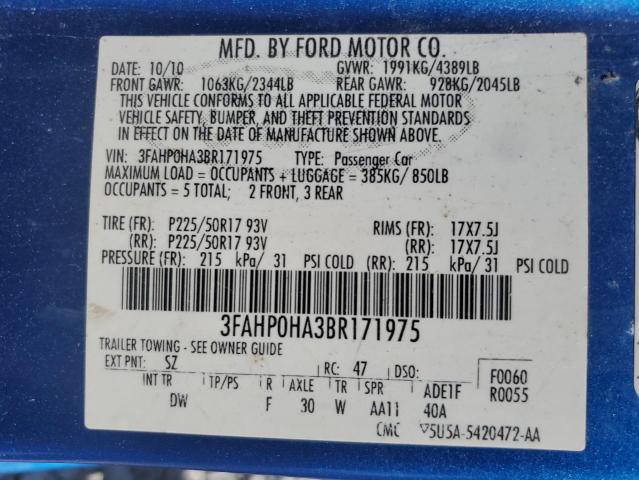 MFD. BY FORD MOTOR CO.
DATE: 10/10 GVWR: 1991KG/4389LB
FRONT GAWR: 1063KG/2344LB REAR GAWR: 928KG/2045LB
THIS VEHICLE CONFORMS TO ALL APPLICABLE FEDERAL MOTOR
VEHICLE SAFETY, BUMPER, AND THEFT PREVENTION STANDARDS
IN EFFECT ON THE DATE OF MANUFACTURE SHOWN ABOVE.
VIN: 3FAHP0HA3BR171975 TYPE: Passenger Car
MAXIMUM LOAD = OCCUPANTS + LUGGAGE = 385KG/ 850LB
OCCUPANTS = 5 TOTAL; 2 FRONT, 3 REAR
TIRE (FR): P225/50R17 93V RIMS (FR): 17X7.5J
(RR): P225/50R17 93V (RR): 17X7.5J
PRESSURE (FR): 215 kPa/ 31 PSI COLD (RR): 215 kPa/ 31 PSI COLD
3FAHP0HA3BR171975
TRAILER TOWING - SEE OWNER GUIDE
EXT PNT: SZ RC: 47 DSO: F0060
INT TR TP/PS R AXLE TR SPR ADE1F R0055
DW F 30 W AA11 40A
CMC 5U5A-5420472-AA